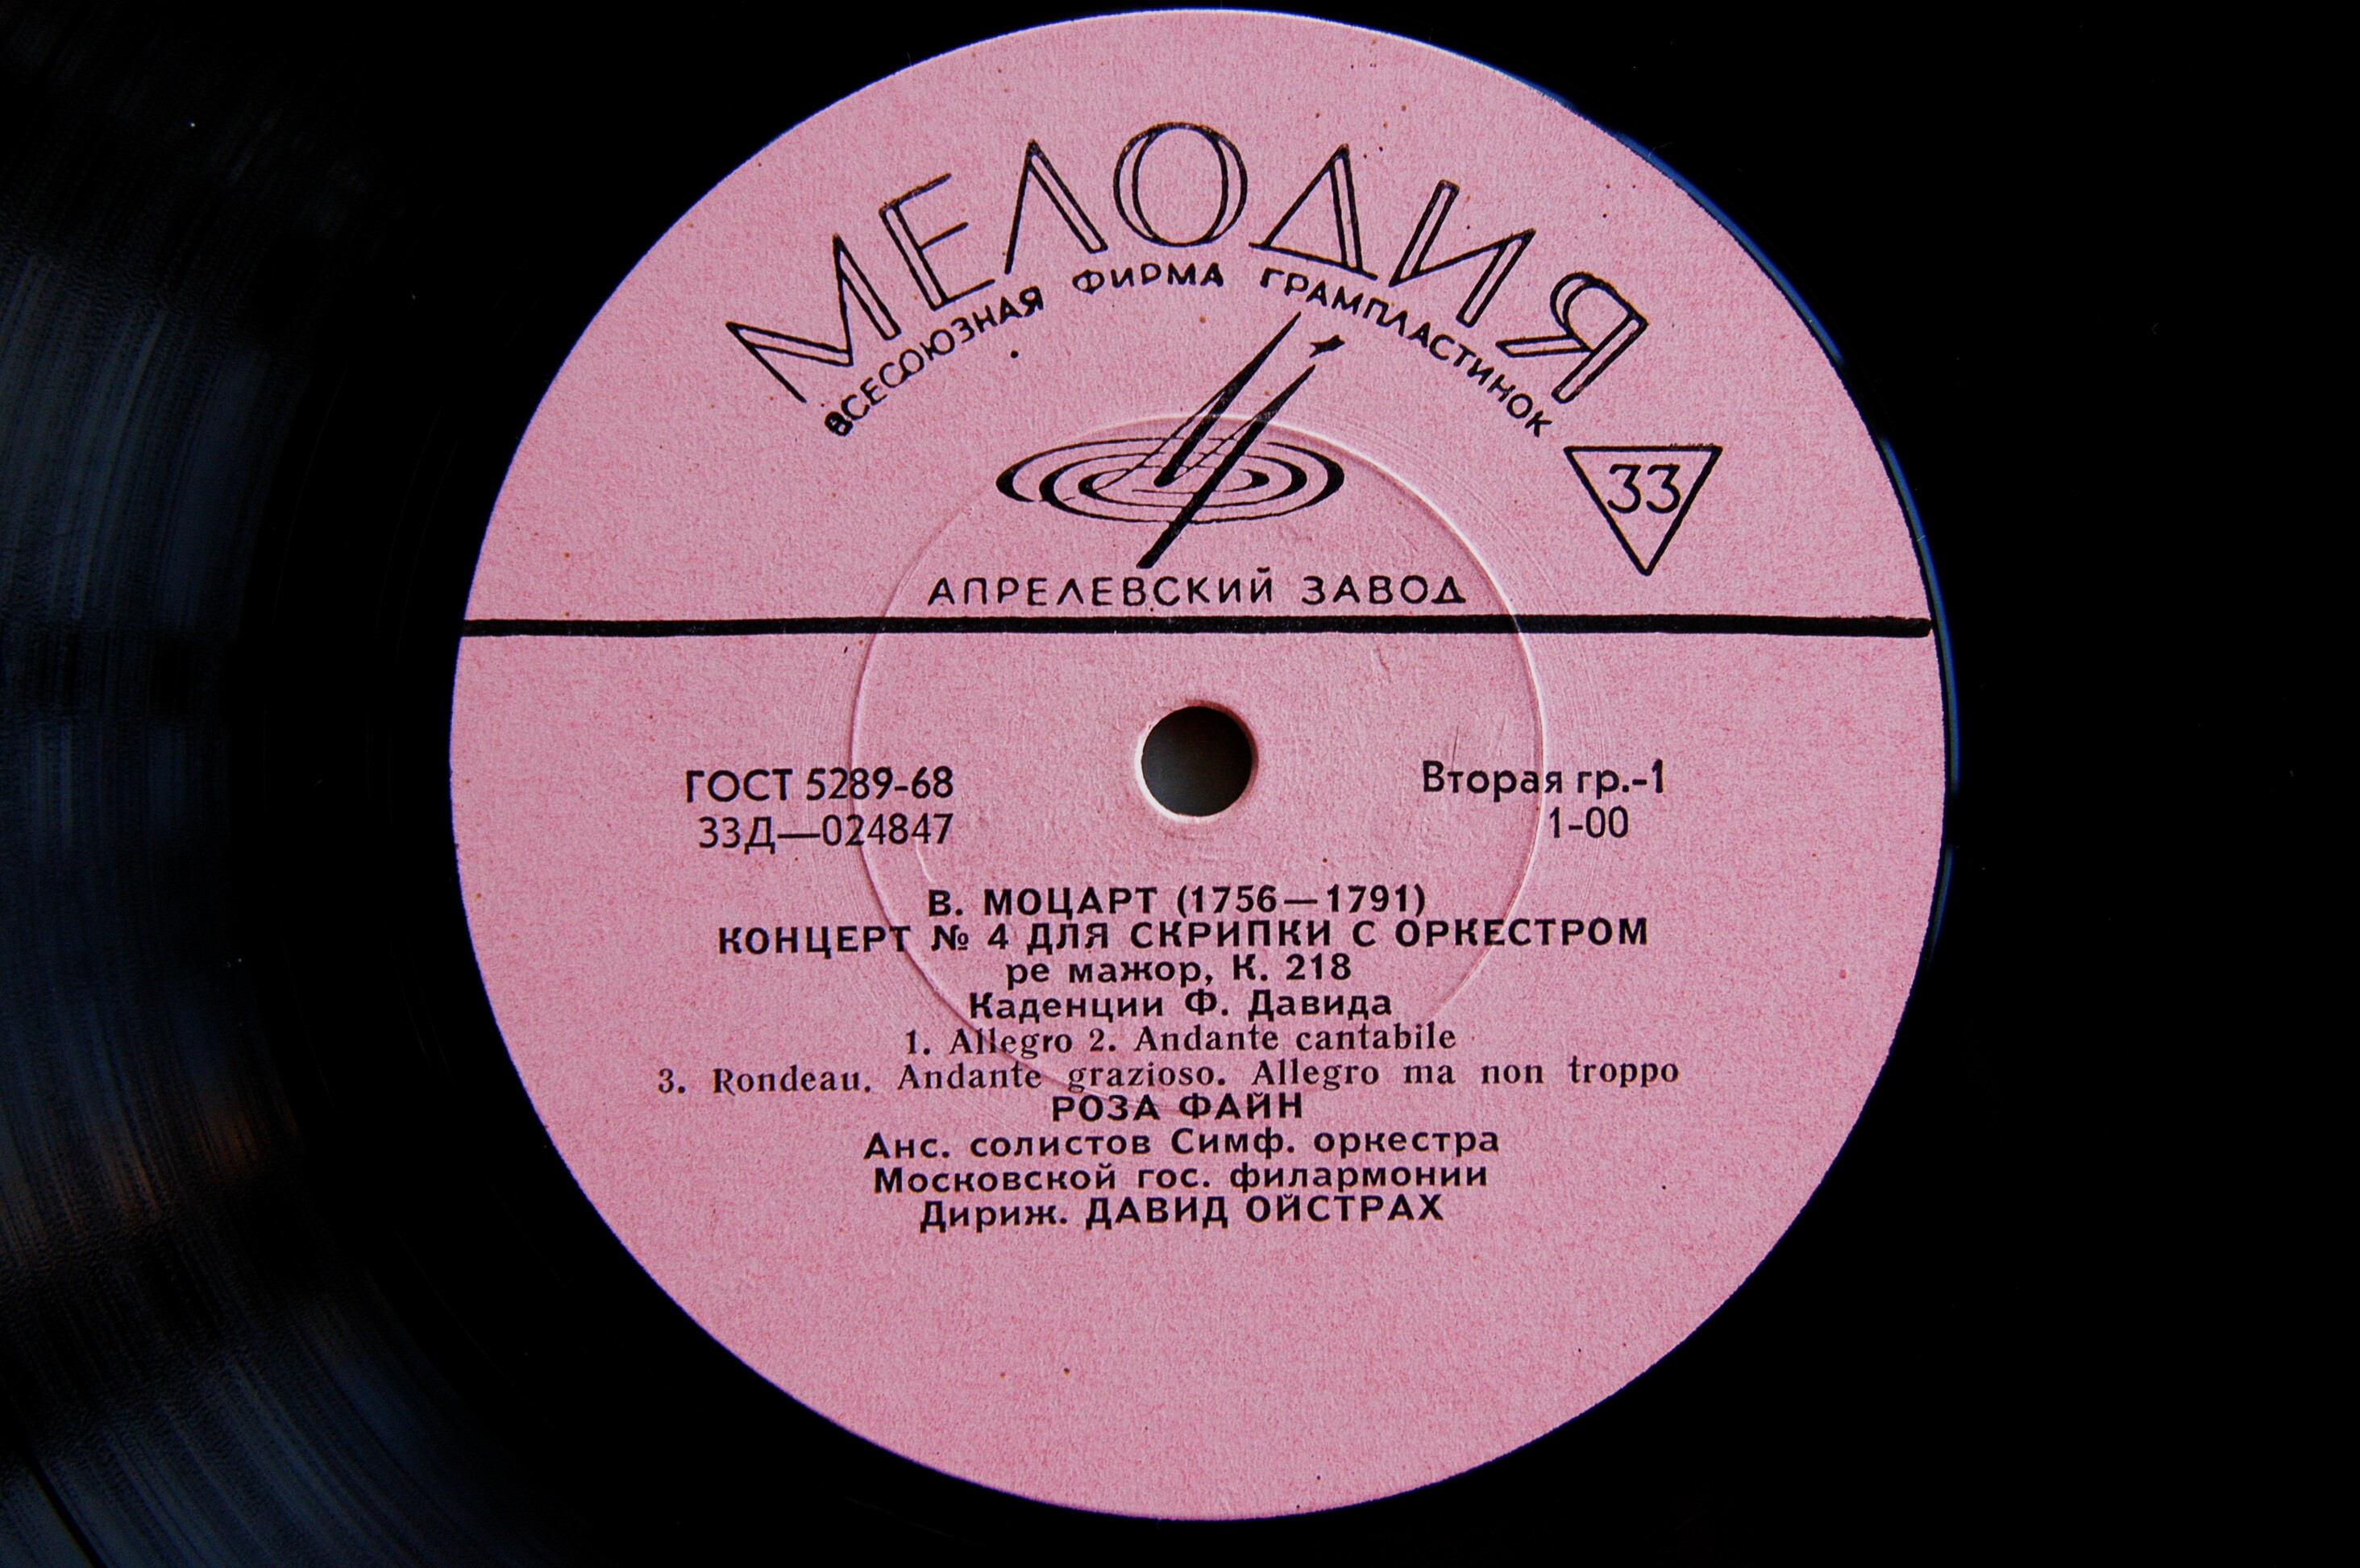 МЕЛОДИЯ
ВСЕСОЮЗНАЯ ФИРМА ГРАМПЛАСТИНОК
33
АПРЕЛЕВСКИЙ ЗАВОД
ГОСТ 5289-68
33Д—024847
Вторая гр.-1
1-00
В. МОЦАРТ (1756—1791)
КОНЦЕРТ № 4 ДЛЯ СКРИПКИ С ОРКЕСТРОМ
ре мажор, К. 218
Каденции Ф. Давида
1. Allegro 2. Andante cantabile
3. Rondeau. Andante grazioso. Allegro ma non troppo
РОЗА ФАЙН
Анс. солистов Симф. оркестра
Московской гос. филармонии
Дириж. ДАВИД ОЙСТРАХ